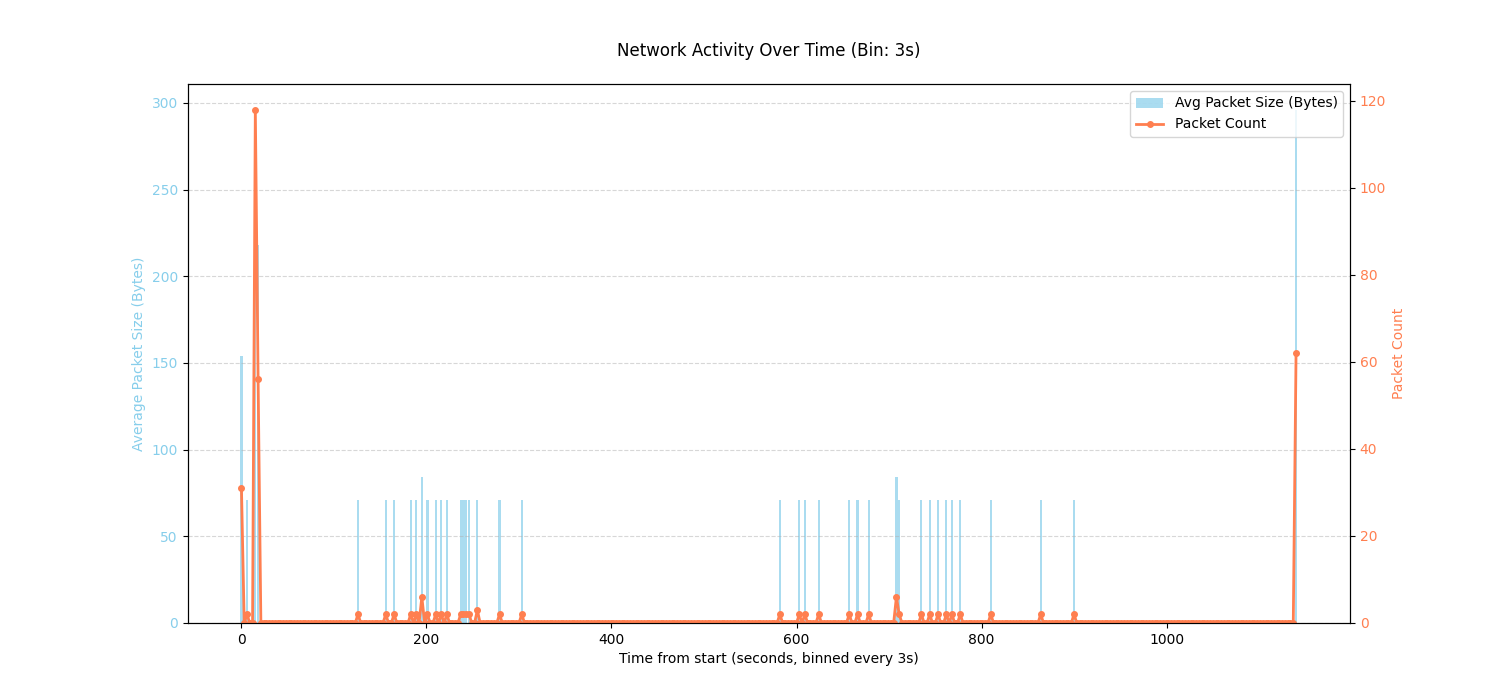 Network Activity Over Time (Bin: 3s)
Avg Packet Size (Bytes)
Packet Count
300
250
200
150
100
50
0
Average Packet Size (Bytes)
120
100
80
60
40
20
0
Packet Count
0 200 400 600 800 1000
Time from start (seconds, binned every 3s)